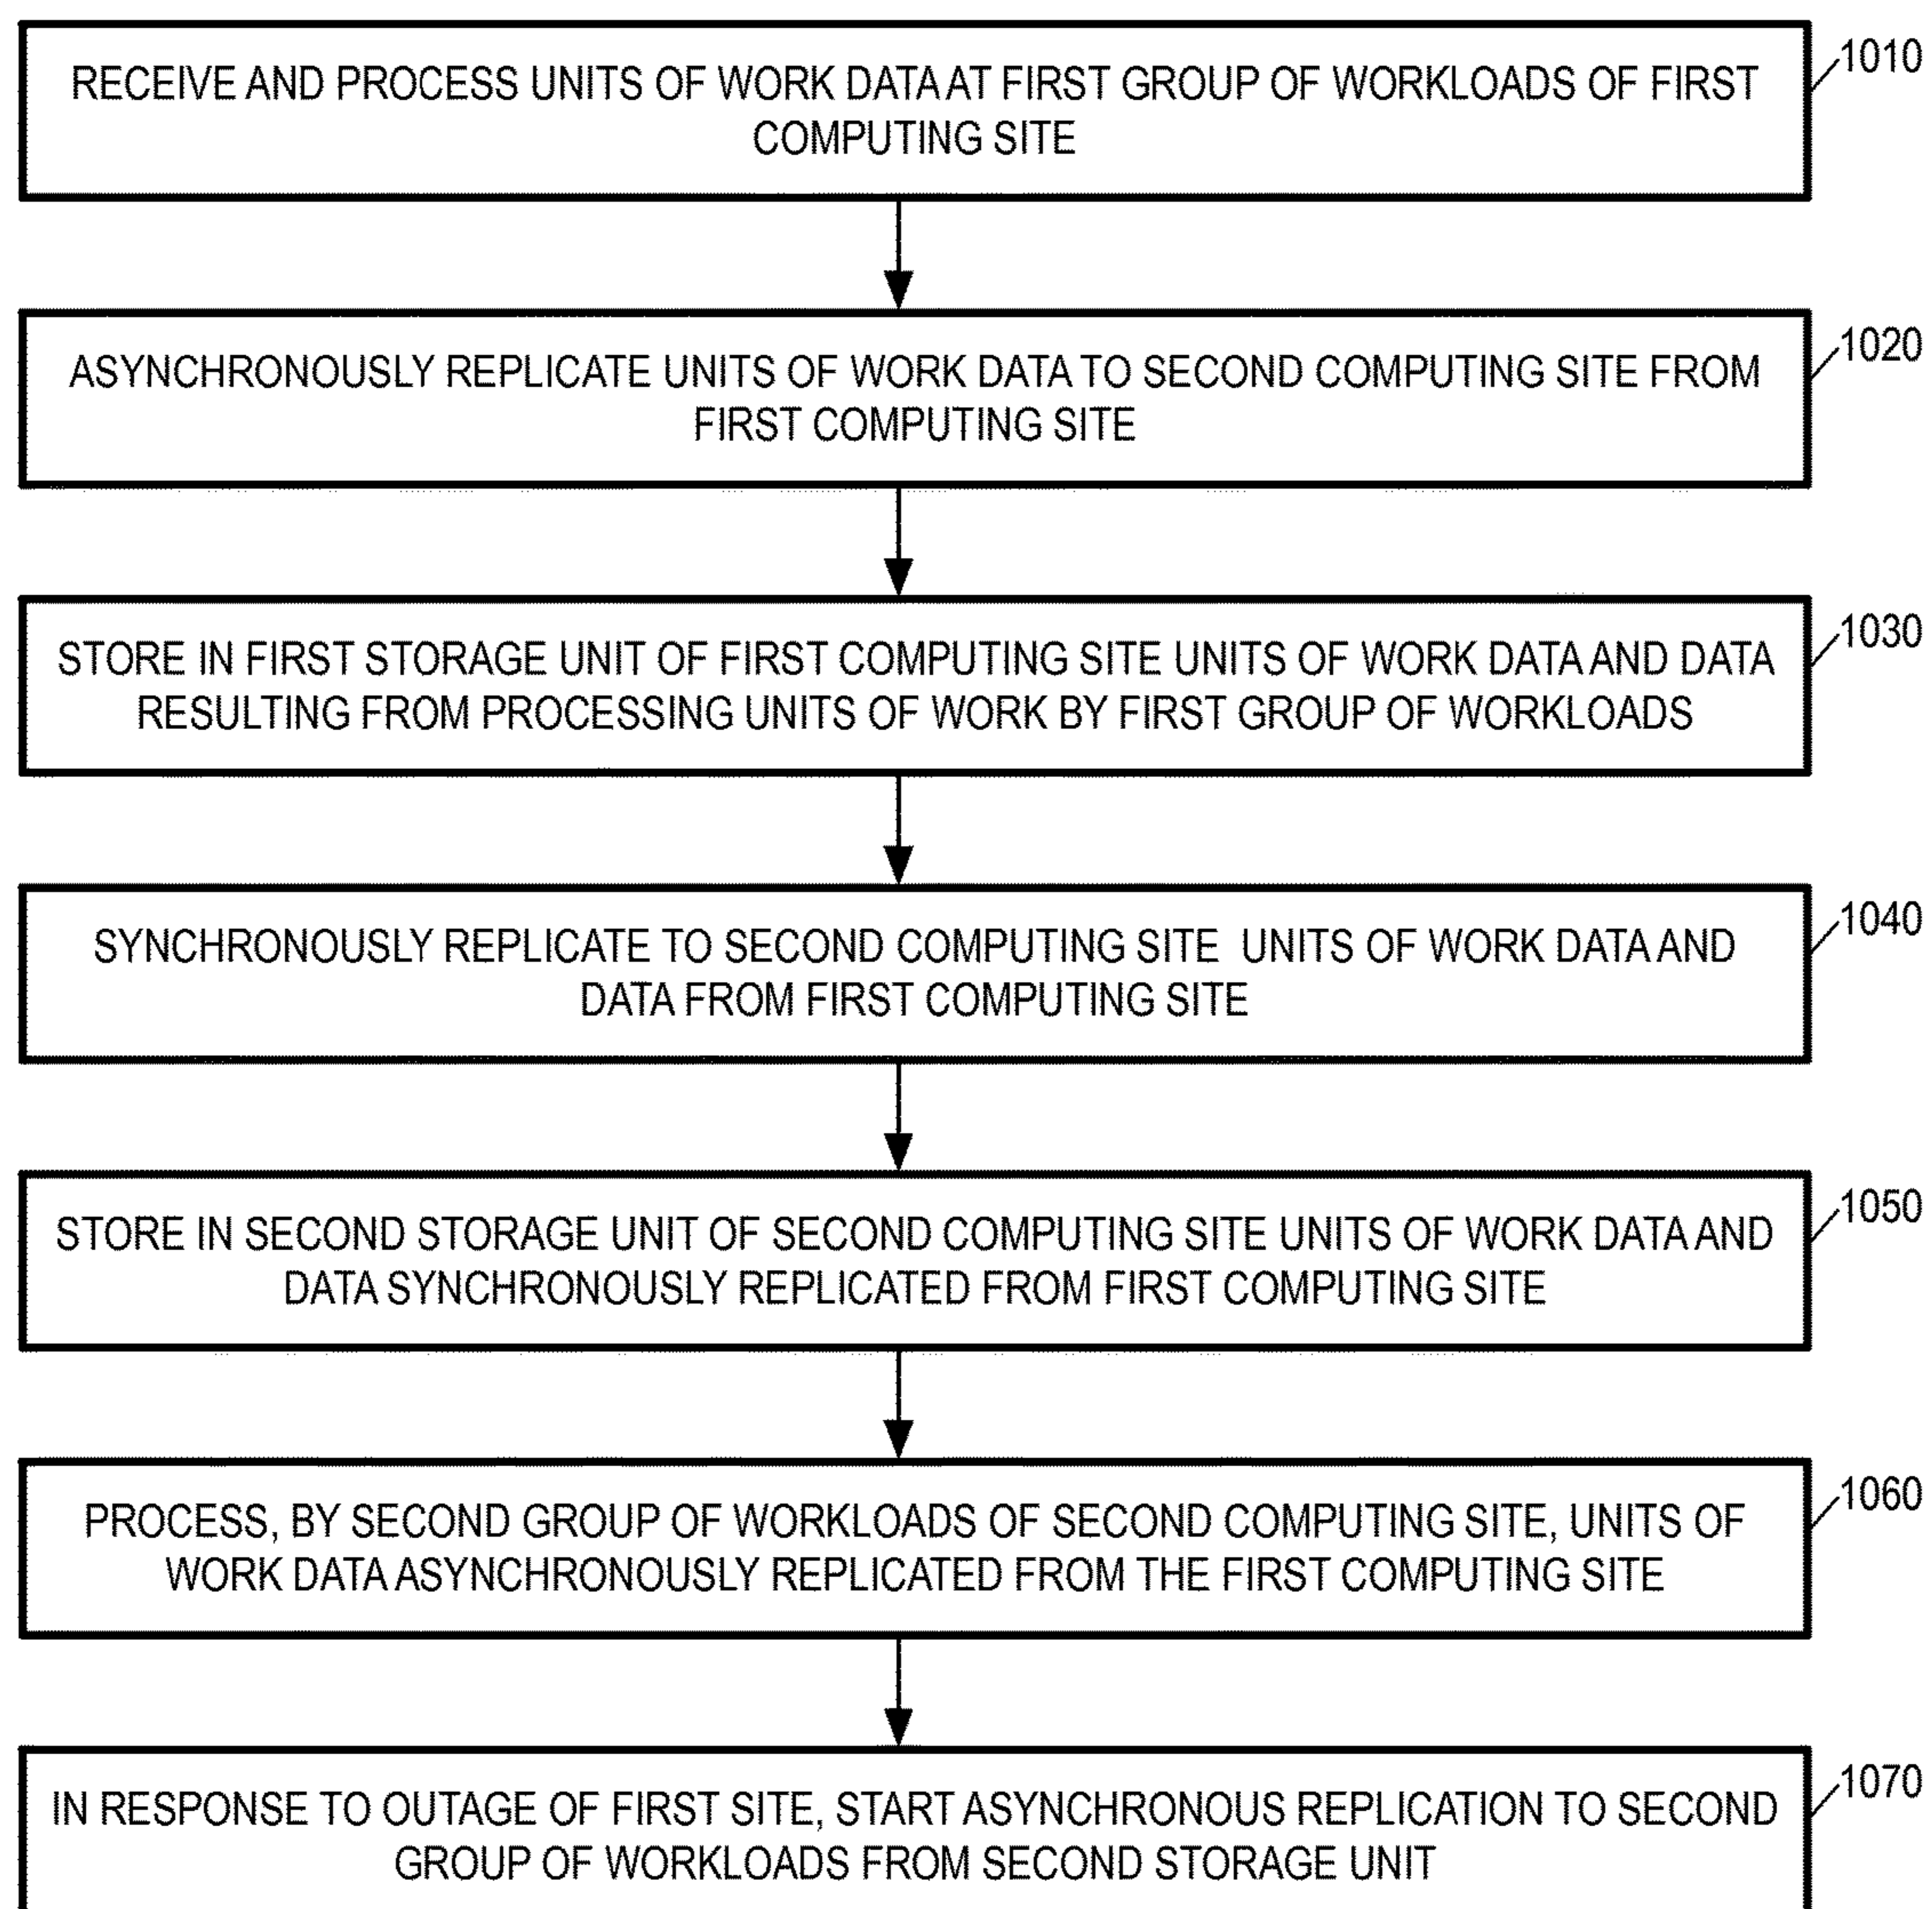 RECEIVE AND PROCESS UNITS OF WORK DATA AT FIRST GROUP OF WORKLOADS OF FIRST
COMPUTING SITE
1010
ASYNCHRONOUSLY REPLICATE UNITS OF WORK DATA TO SECOND COMPUTING SITE FROM
FIRST COMPUTING SITE
1020
STORE IN FIRST STORAGE UNIT OF FIRST COMPUTING SITE UNITS OF WORK DATA AND DATA
RESULTING FROM PROCESSING UNITS OF WORK BY FIRST GROUP OF WORKLOADS
1030
SYNCHRONOUSLY REPLICATE TO SECOND COMPUTING SITE UNITS OF WORK DATA AND
DATA FROM FIRST COMPUTING SITE
1040
STORE IN SECOND STORAGE UNIT OF SECOND COMPUTING SITE UNITS OF WORK DATA AND
DATA SYNCHRONOUSLY REPLICATED FROM FIRST COMPUTING SITE
1050
PROCESS, BY SECOND GROUP OF WORKLOADS OF SECOND COMPUTING SITE, UNITS OF
WORK DATA ASYNCHRONOUSLY REPLICATED FROM THE FIRST COMPUTING SITE
1060
IN RESPONSE TO OUTAGE OF FIRST SITE, START ASYNCHRONOUS REPLICATION TO SECOND
GROUP OF WORKLOADS FROM SECOND STORAGE UNIT
1070